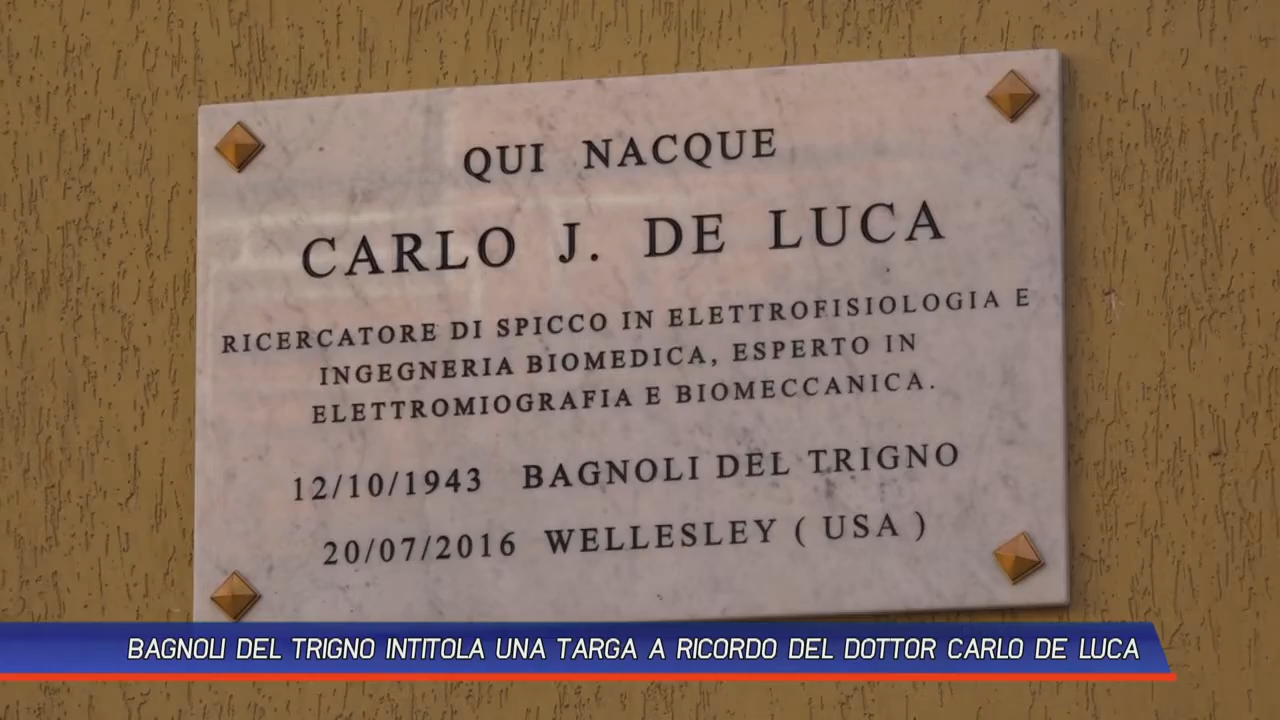 QUI NACQUE
CARLO J. DE LUCA
RICERCATORE DI SPICCO IN ELETTROFISIOLOGIA E
INGEGNERIA BIOMEDICA, ESPERTO IN
ELETTROMIOGRAFIA E BIOMECCANICA.
12/10/1943 BAGNOLI DEL TRIGNO
20/07/2016 WELLESLEY ( USA )
BAGNOLI DEL TRIGNO INTITOLA UNA TARGA A RICORDO DEL DOTTOR CARLO DE LUCA